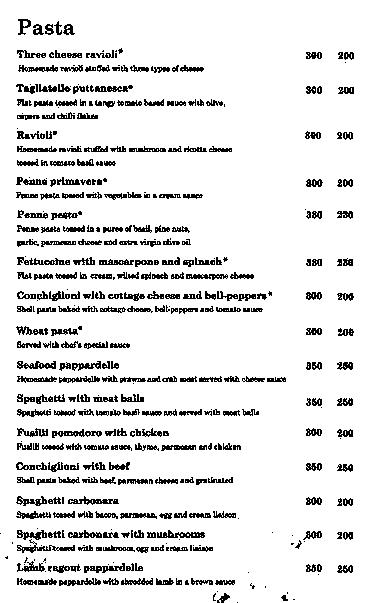 Pasta
Three cheese ravioli* 300 200
Homemade ravioli stuffed with three types of cheese
Tagliatelle puttanesca* 300 200
Flat pasta tossed in a tangy tomato based sauce with olive,
capers and chilli flakes
Ravioli* 300 200
Homemade ravioli stuffed with mushroom and ricotta cheese
tossed in tomato basil sauce
Penne primavera* 300 200
Penne pasta tossed with vegetables in a cream sauce
Penne pesto* 330 230
Penne pasta tossed in a puree of basil, pine nuts,
garlic, parmesan cheese and extra virgin olive oil
Fettuccine with mascarpone and spinach* 330 230
Flat pasta tossed in cream, wilted spinach and mascarpone cheese
Conchiglioni with cottage cheese and bell-peppers* 300 200
Shell pasta baked with cottage cheese, bell-peppers and tomato sauce
Wheat pasta* 300 200
Served with chef's special sauce
Seafood pappardelle 350 250
Homemade pappardelle with prawns and crab meat served with cheese sauce
Spaghetti with meat balls 350 250
Spaghetti tossed with tomato basil sauce and served with meat balls
Fusilli pomodoro with chicken 300 200
Fusilli tossed with tomato sauce, thyme, parmesan and chicken
Conchiglioni with beef 350 250
Shell pasta baked with beef, parmesan cheese and gratinated
Spaghetti carbonara 300 200
Spaghetti tossed with bacon, parmesan, egg and cream liaison
Spaghetti carbonara with mushrooms 300 200
Spaghetti tossed with mushroom, egg and cream liaison
Lamb ragout pappardelle 350 250
Homemade pappardelle with shredded lamb in a brown sauce